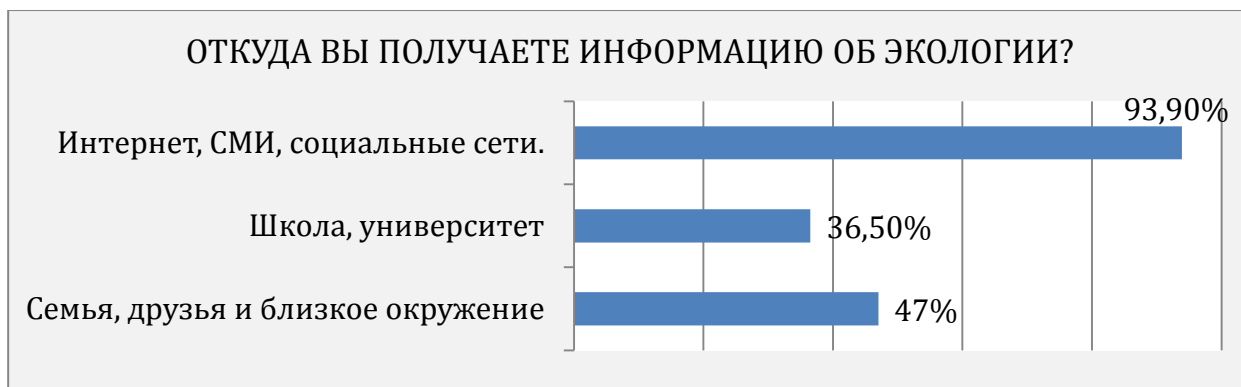 ОТКУДА ВЫ ПОЛУЧАЕТЕ ИНФОРМАЦИЮ ОБ ЭКОЛОГИИ?
93,90%
Интернет, СМИ, социальные сети.
Школа, университет
36,50%
Семья, друзья и близкое окружение
47%